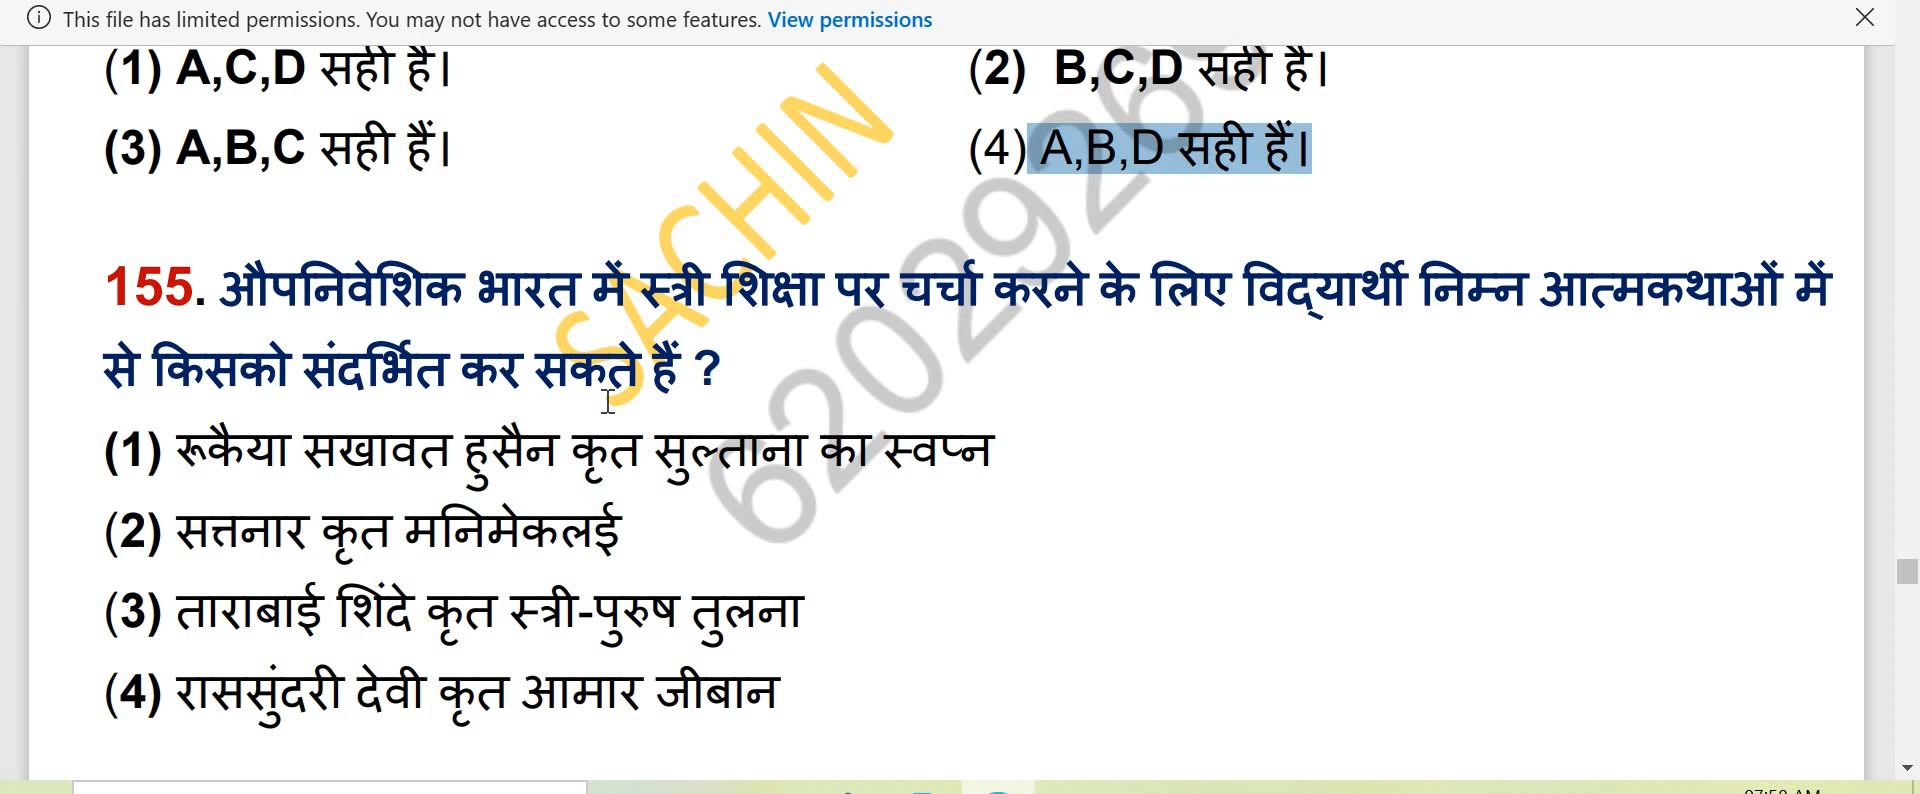 This file has limited permissions. You may not have access to some features. View permissions
(1) A,C,D सही हैं।
(2) B,C,D सही हैं।
(3) A,B,C सही हैं।
(4) A,B,D सही हैं।
SACHIN
155. औपनिवेशिक भारत में स्त्री शिक्षा पर चर्चा करने के लिए विद्यार्थी निम्न आत्मकथाओं में
से किसको संदर्भित कर सकते हैं ?
(1) रूकैया सखावत हुसैन कृत सुल्ताना का स्वप्न
(2) सत्तनार कृत मनिमेकलई
(3) ताराबाई शिंदे कृत स्त्री-पुरुष तुलना
(4) राससुंदरी देवी कृत आमार जीबान